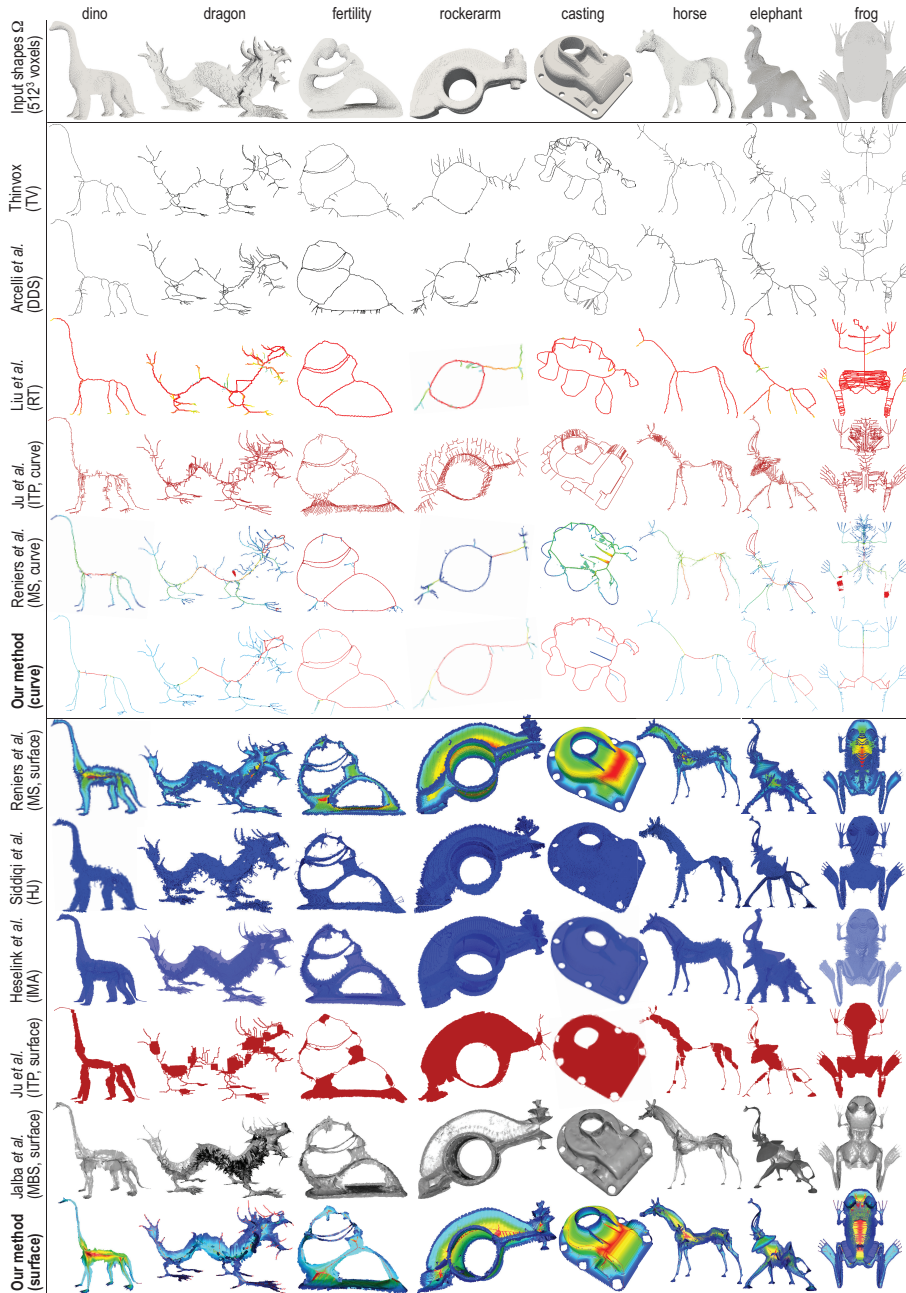 dino dragon fertility rockerarm casting horse elephant frog
Input shapes Ω
(512³ voxels)
Thinvox
(TV)
Arcelli et al.
(DDS)
Liu et al.
(RT)
Ju et al.
(ITP, curve)
Reniers et al.
(MS, curve)
Our method
(curve)
Reniers et al.
(MS, surface)
Siddiqi et al.
(HJ)
Hesselink et al.
(IMA)
Ju et al.
(ITP, surface)
Jalba et al.
(MBS, surface)
Our method
(surface)